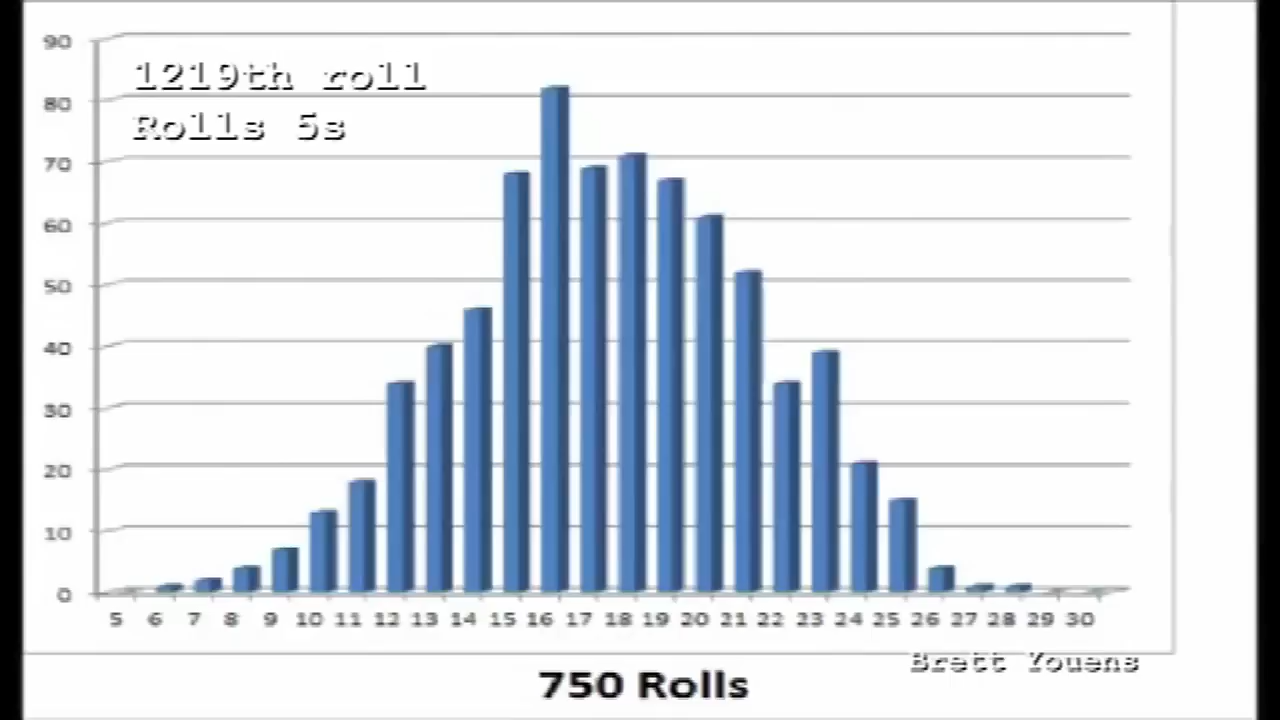 1219th roll
Rolls 5s
90
80
70
60
50
40
30
20
10
0
5 6 7 8 9 10 11 12 13 14 15 16 17 18 19 20 21 22 23 24 25 26 27 28 29 30
Brett Youens
750 Rolls